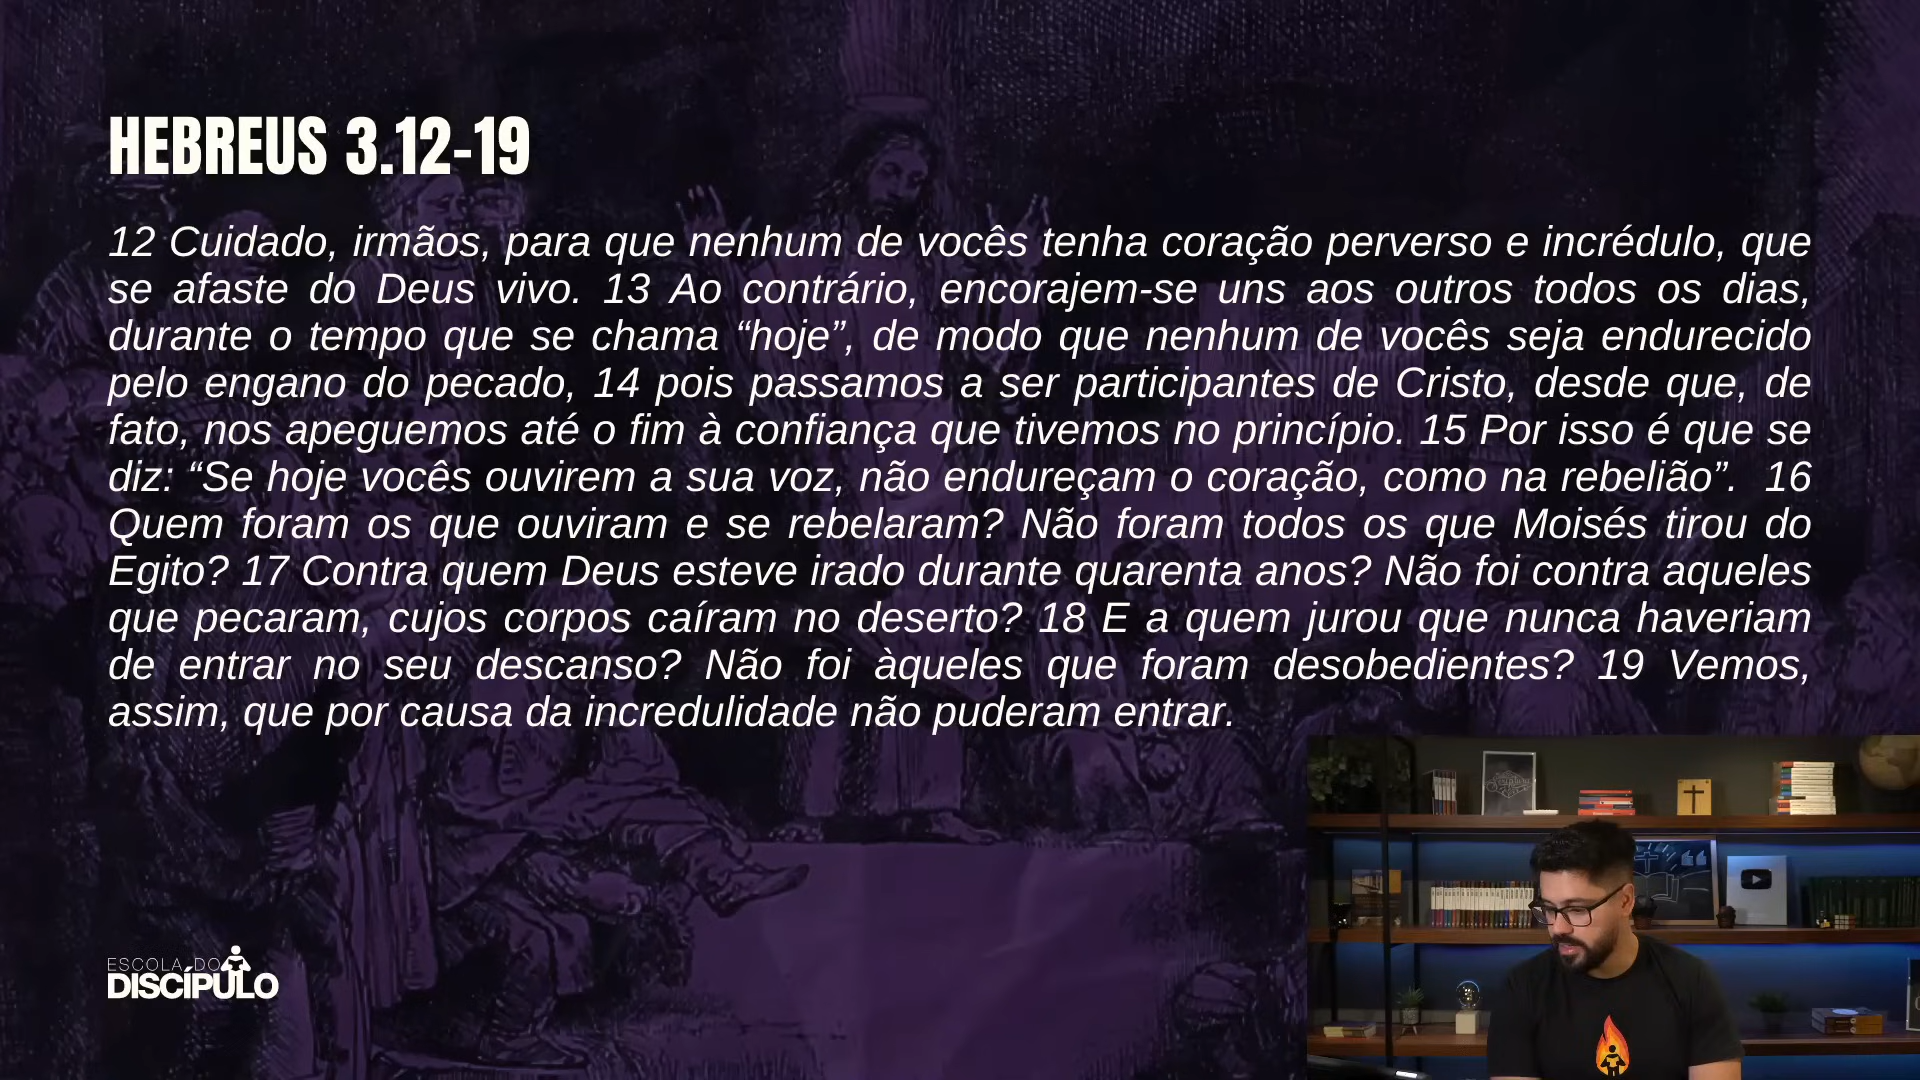 HEBREUS 3.12-19
12 Cuidado, irmãos, para que nenhum de vocês tenha coração perverso e incrédulo, que
se afaste do Deus vivo. 13 Ao contrário, encorajem-se uns aos outros todos os dias,
durante o tempo que se chama “hoje”, de modo que nenhum de vocês seja endurecido
pelo engano do pecado, 14 pois passamos a ser participantes de Cristo, desde que, de
fato, nos apeguemos até o fim à confiança que tivemos no princípio. 15 Por isso é que se
diz: “Se hoje vocês ouvirem a sua voz, não endureçam o coração, como na rebelião”.  16
Quem foram os que ouviram e se rebelaram? Não foram todos os que Moisés tirou do
Egito? 17 Contra quem Deus esteve irado durante quarenta anos? Não foi contra aqueles
que pecaram, cujos corpos caíram no deserto? 18 E a quem jurou que nunca haveriam
de entrar no seu descanso? Não foi àqueles que foram desobedientes? 19 Vemos,
assim, que por causa da incredulidade não puderam entrar.
ESCOLA DO
DISCÍPULO